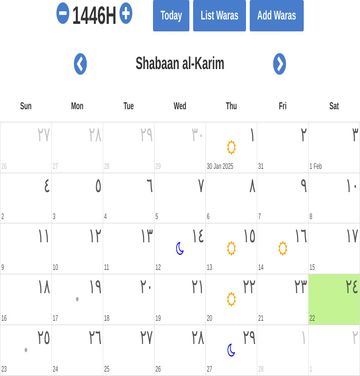 1446H Today List Waras Add Waras
Shabaan al-Karim
Sun Mon Tue Wed Thu Fri Sat
٢٧ ٢٨ ٢٩ ٣٠ ١ ٢ ٣
26 27 28 29 30 Jan 2025 31 1 Feb
٤ ٥ ٦ ٧ ٨ ٩ ١٠
2 3 4 5 6 7 8
١١ ١٢ ١٣ ١٤ ١٥ ١٦ ١٧
9 10 11 12 13 14 15
١٨ ١٩ ٢٠ ٢١ ٢٢ ٢٣ ٢٤
16 17 18 19 20 21 22
٢٥ ٢٦ ٢٧ ٢٨ ٢٩ ١ ٢
23 24 25 26 27 28 1